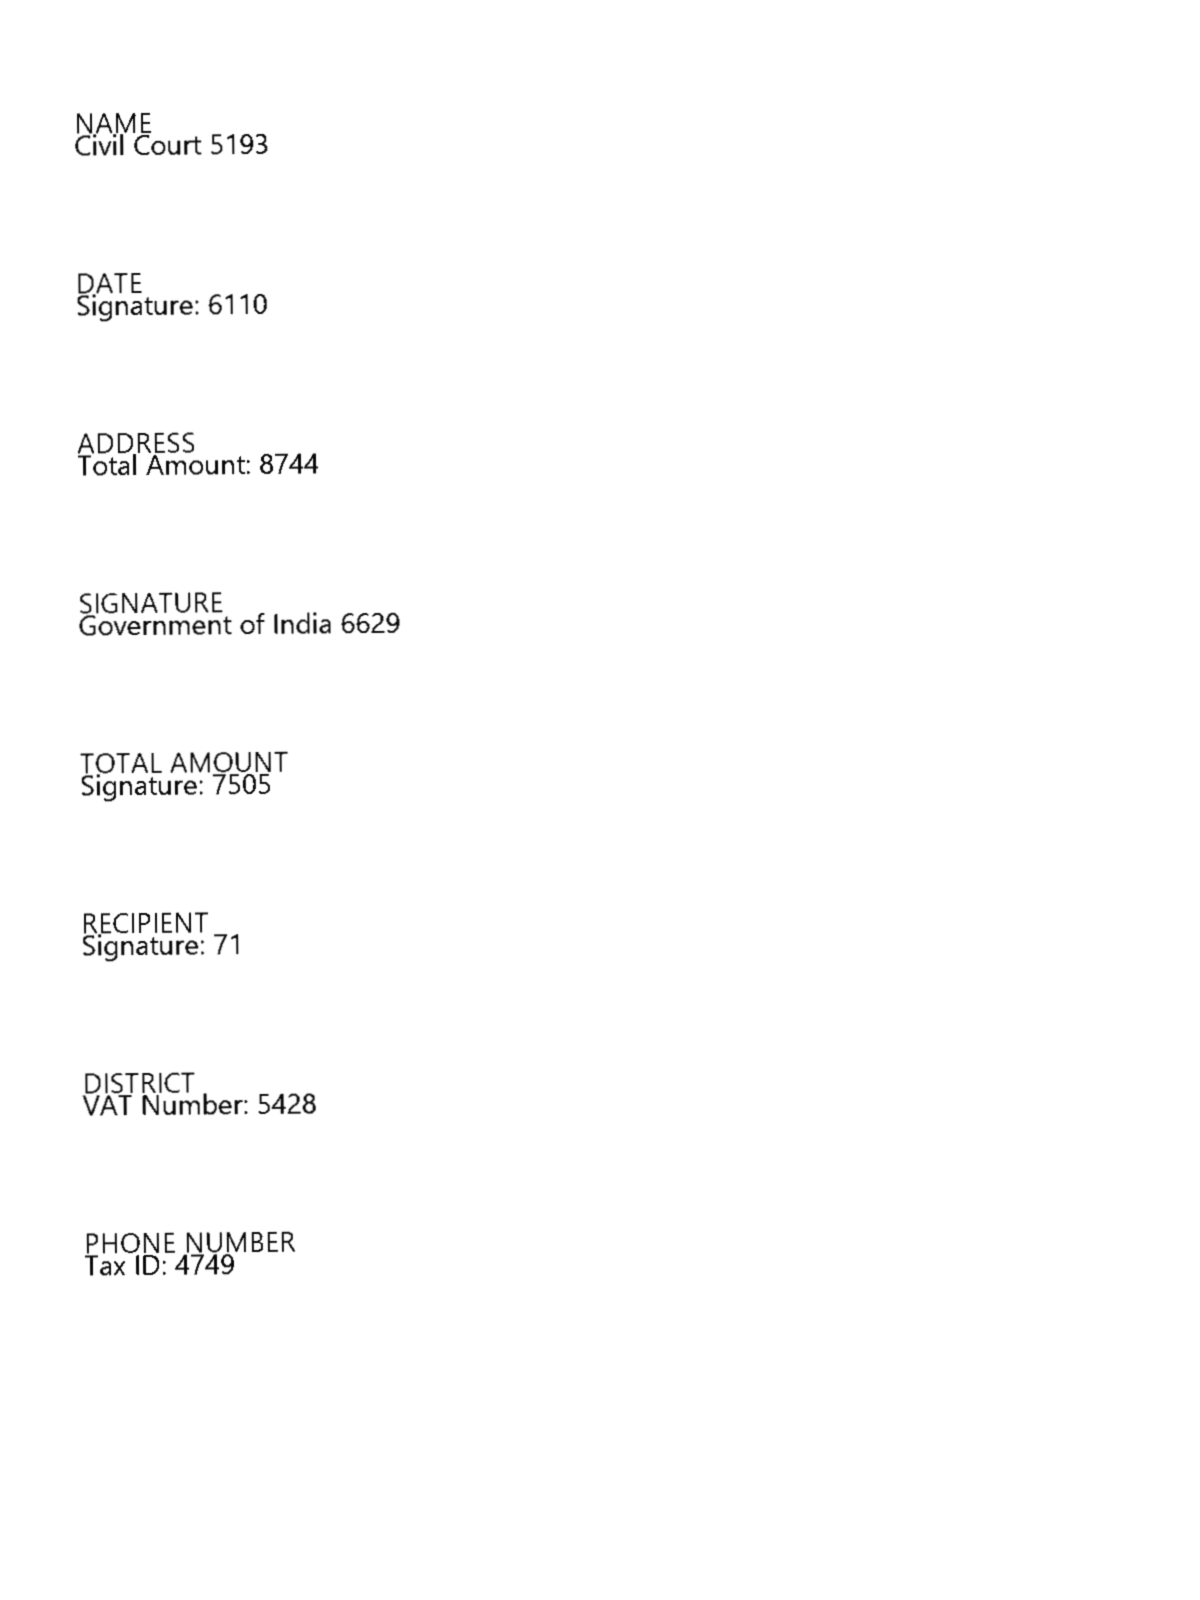 NAME
Civil Court 5193
DATE
Signature: 6110
ADDRESS
Total Amount: 8744
SIGNATURE
Government of India 6629
TOTAL AMOUNT
Signature: 7505
RECIPIENT
Signature: 71
DISTRICT
VAT Number: 5428
PHONE NUMBER
Tax ID: 4749